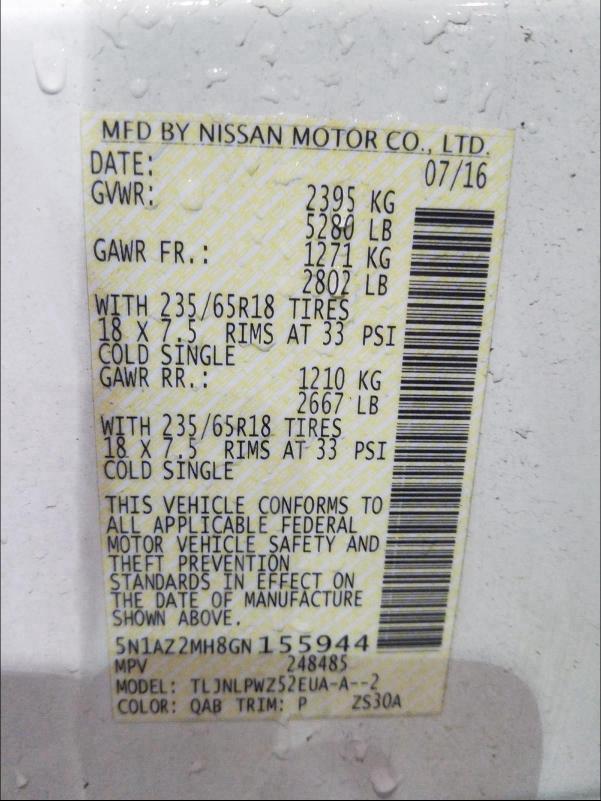 MFD BY NISSAN MOTOR CO., LTD.
DATE: 07/16
GVWR: 2395 KG
5280 LB
GAWR FR.: 1271 KG
2802 LB
WITH 235/65R18 TIRES
18 X 7.5 RIMS AT 33 PSI
COLD SINGLE
GAWR RR.: 1210 KG
2667 LB
WITH 235/65R18 TIRES
18 X 7.5 RIMS AT 33 PSI
COLD SINGLE
THIS VEHICLE CONFORMS TO
ALL APPLICABLE FEDERAL
MOTOR VEHICLE SAFETY AND
THEFT PREVENTION
STANDARDS IN EFFECT ON
THE DATE OF MANUFACTURE
SHOWN ABOVE.
5N1AZ2MH8GN155944
MPV 248485
MODEL: TLJNLPWZ52EUA-A--2
COLOR: QAB TRIM: P ZS30A